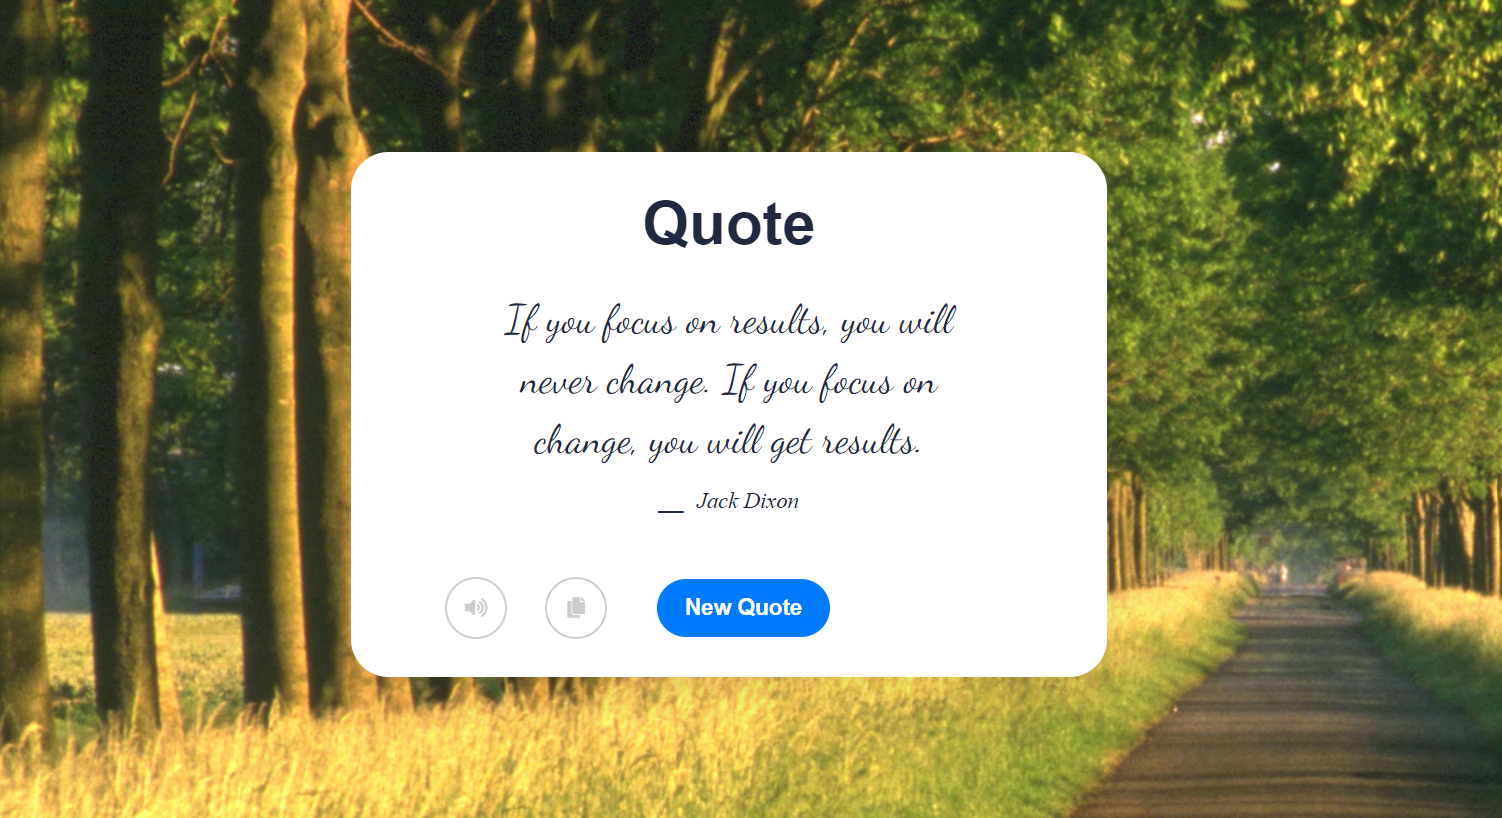 Quote
If you focus on results, you will
never change. If you focus on
change, you will get results.
__ Jack Dixon
New Quote